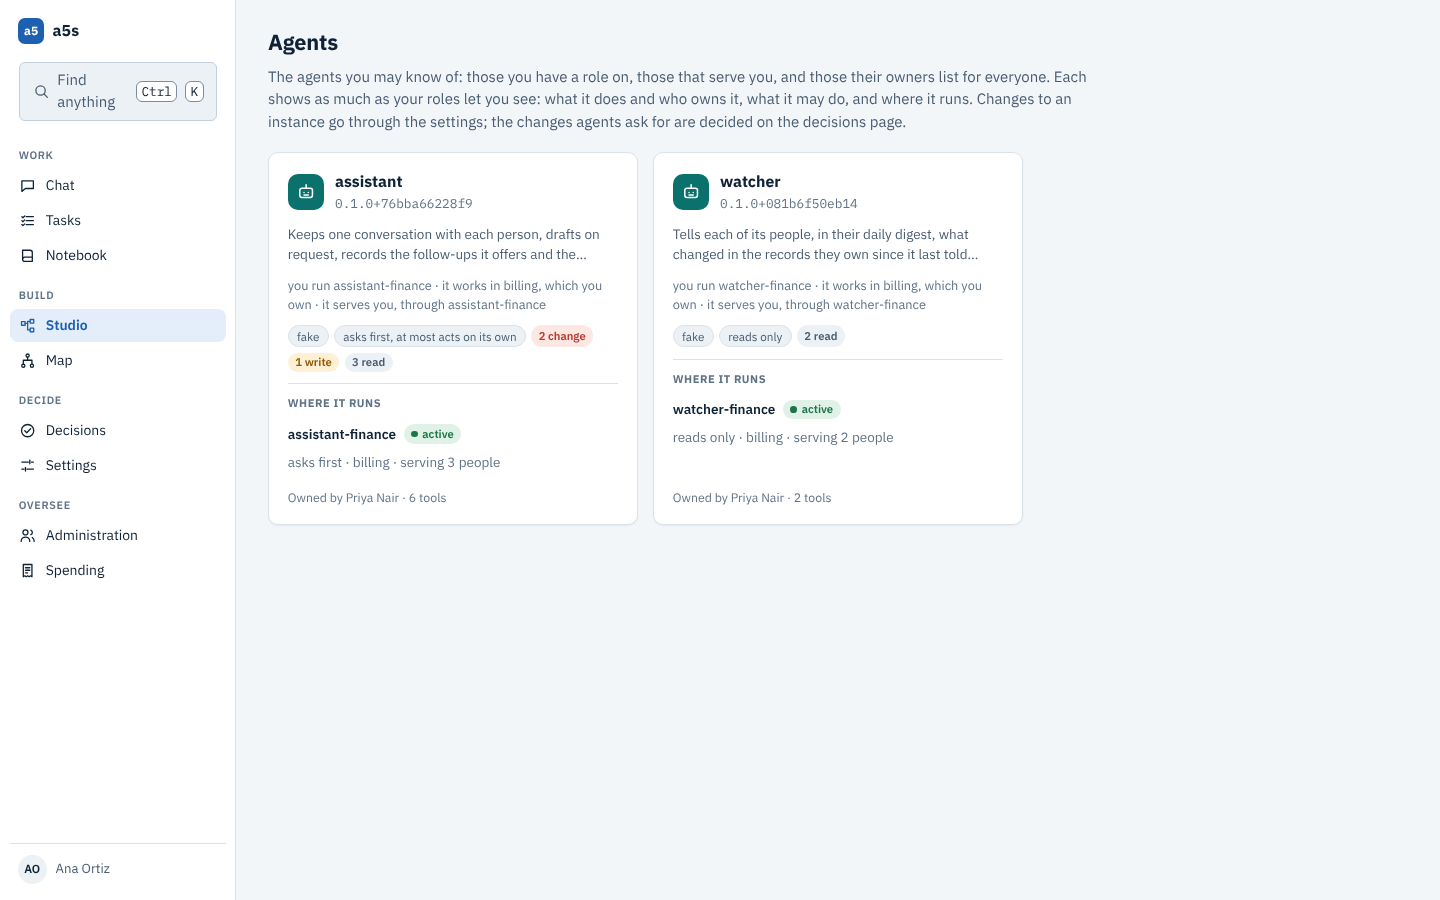 a5 a5s
Find anything Ctrl K
WORK
Chat
Tasks
Notebook
BUILD
Studio
Map
DECIDE
Decisions
Settings
OVERSEE
Administration
Spending
AO Ana Ortiz
Agents
The agents you may know of: those you have a role on, those that serve you, and those their owners list for everyone. Each
shows as much as your roles let you see: what it does and who owns it, what it may do, and where it runs. Changes to an
instance go through the settings; the changes agents ask for are decided on the decisions page.
assistant
0.1.0+76bba66228f9
Keeps one conversation with each person, drafts on
request, records the follow-ups it offers and the…
you run assistant-finance · it works in billing, which you
own · it serves you, through assistant-finance
fake asks first, at most acts on its own 2 change
1 write 3 read
WHERE IT RUNS
assistant-finance active
asks first · billing · serving 3 people
Owned by Priya Nair · 6 tools
watcher
0.1.0+081b6f50eb14
Tells each of its people, in their daily digest, what
changed in the records they own since it last told…
you run watcher-finance · it works in billing, which you
own · it serves you, through watcher-finance
fake reads only 2 read
WHERE IT RUNS
watcher-finance active
reads only · billing · serving 2 people
Owned by Priya Nair · 2 tools